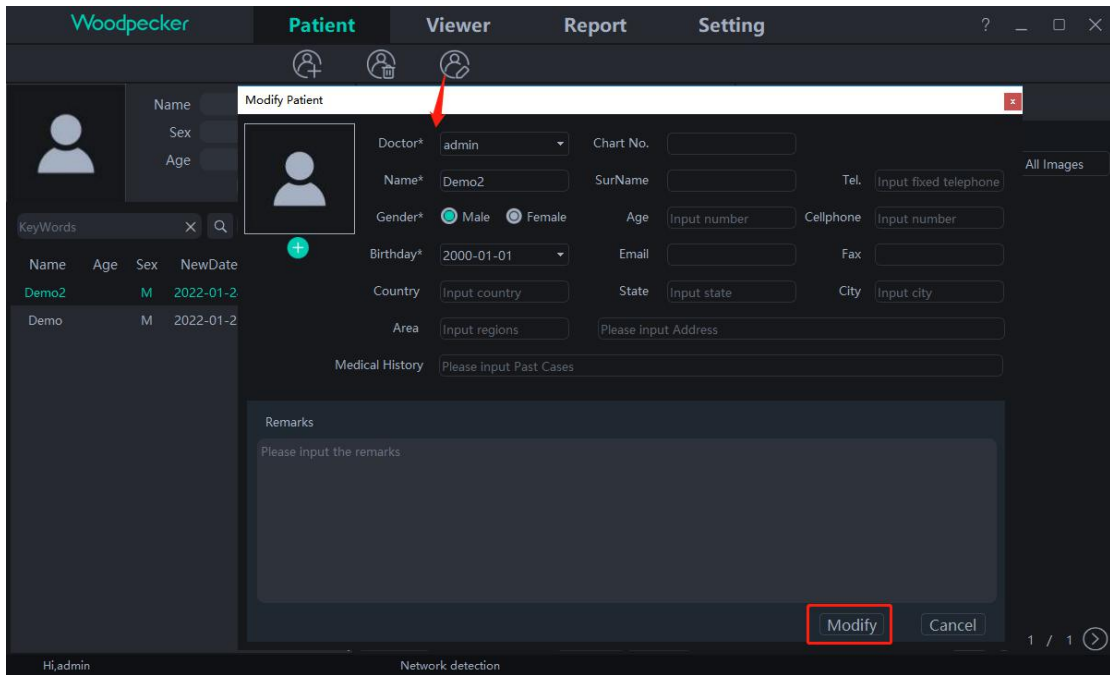 Woodpecker Patient Viewer Report Setting ?
Name
Sex
Age
KeyWords
Name Age Sex NewDate
Demo2 M 2022-01-2
Demo M 2022-01-2
Modify Patient x
Doctor* admin Chart No.
Name* Demo2 SurName Tel. Input fixed telephone
Gender* Male Female Age Input number Cellphone Input number
Birthday* 2000-01-01 Email Fax
Country Input country State Input state City Input city
Area Input regions Please input Address
Medical History Please input Past Cases
Remarks
Please input the remarks
Modify Cancel
All Images
1 / 1
Hi,admin Network detection